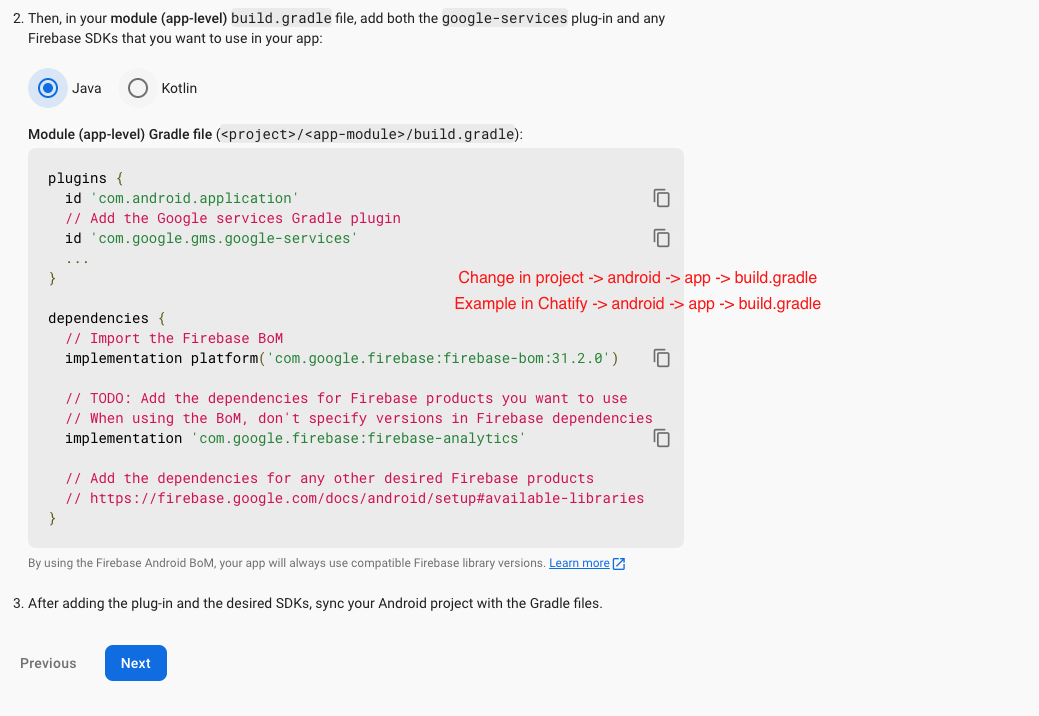 2. Then, in your module (app-level) build.gradle file, add both the google-services plug-in and any
Firebase SDKs that you want to use in your app:
Java Kotlin
Module (app-level) Gradle file (<project>/<app-module>/build.gradle):
plugins {
  id 'com.android.application'
  // Add the Google services Gradle plugin
  id 'com.google.gms.google-services'
  ...
}
Change in project -> android -> app -> build.gradle
Example in Chatify -> android -> app -> build.gradle
dependencies {
  // Import the Firebase BoM
  implementation platform('com.google.firebase:firebase-bom:31.2.0')
  // TODO: Add the dependencies for Firebase products you want to use
  // When using the BoM, don't specify versions in Firebase dependencies
  implementation 'com.google.firebase:firebase-analytics'
  // Add the dependencies for any other desired Firebase products
  // https://firebase.google.com/docs/android/setup#available-libraries
}
By using the Firebase Android BoM, your app will always use compatible Firebase library versions. Learn more
3. After adding the plug-in and the desired SDKs, sync your Android project with the Gradle files.
Previous Next